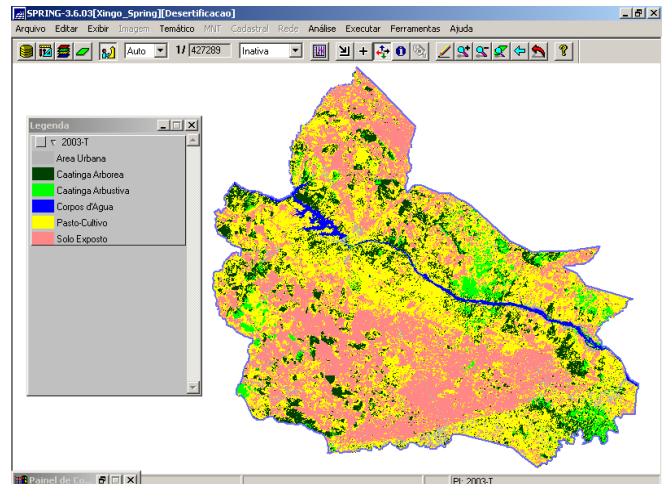 SPRING-3.6.03[Xingo_Spring][Desertificacao]
Arquivo Editar Exibir Imagem Temático MNT Cadastral Rede Análise Executar Ferramentas Ajuda
Auto 1/ 427289 Inativa
Legenda
2003-T
Area Urbana
Caatinga Arborea
Caatinga Arbustiva
Corpos d'Agua
Pasto-Cultivo
Solo Exposto
Painel de Co...
PI: 2003-T